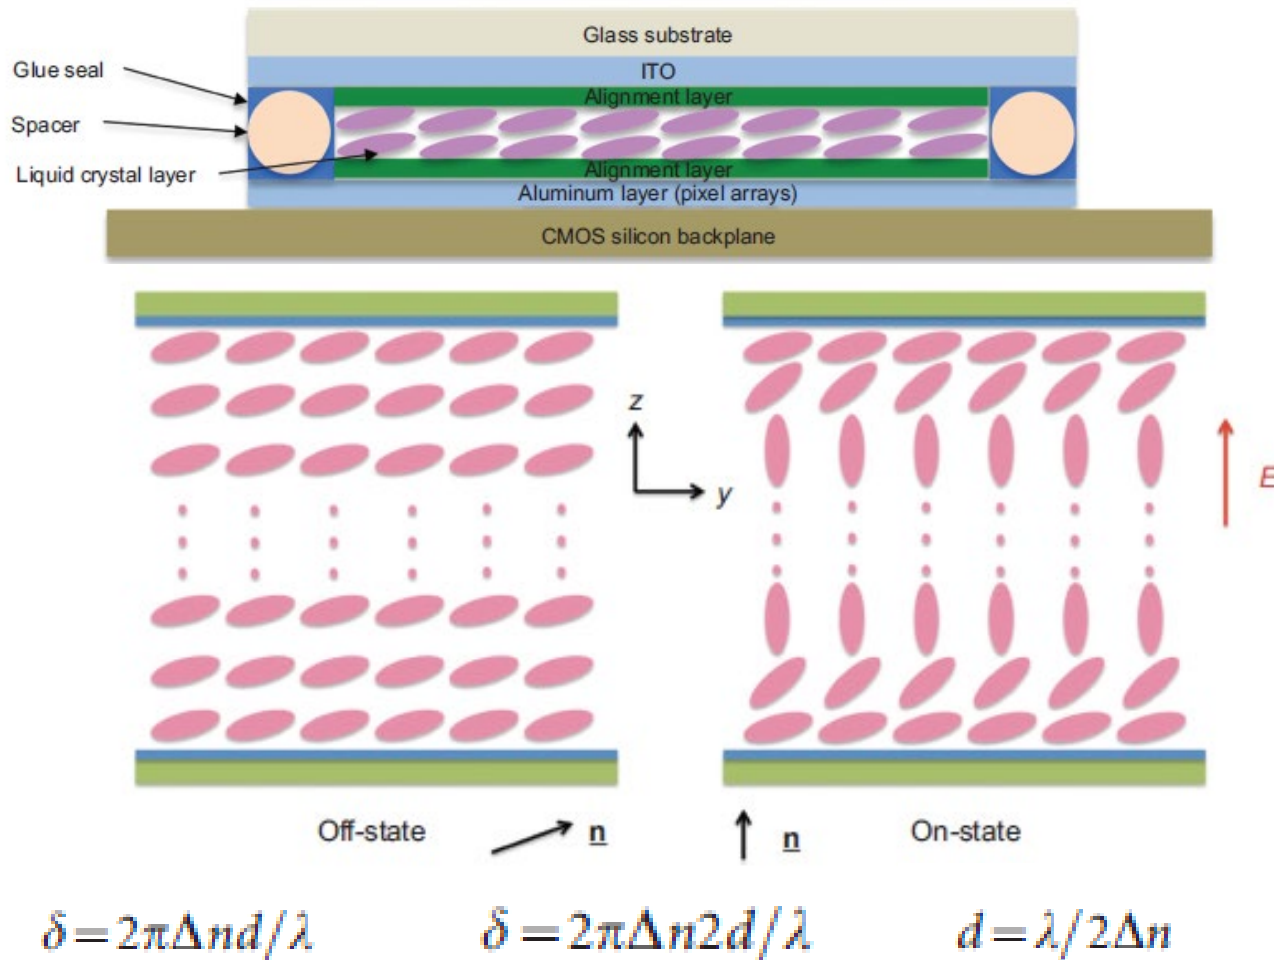 Glass substrate
Glue seal
ITO
Alignment layer
Spacer
Liquid crystal layer
Alignment layer
Aluminum layer (pixel arrays)
CMOS silicon backplane
z
y
E
Off-state
n
n
On-state
δ=2πΔnd/λ
δ=2πΔn2d/λ
d=λ/2Δn